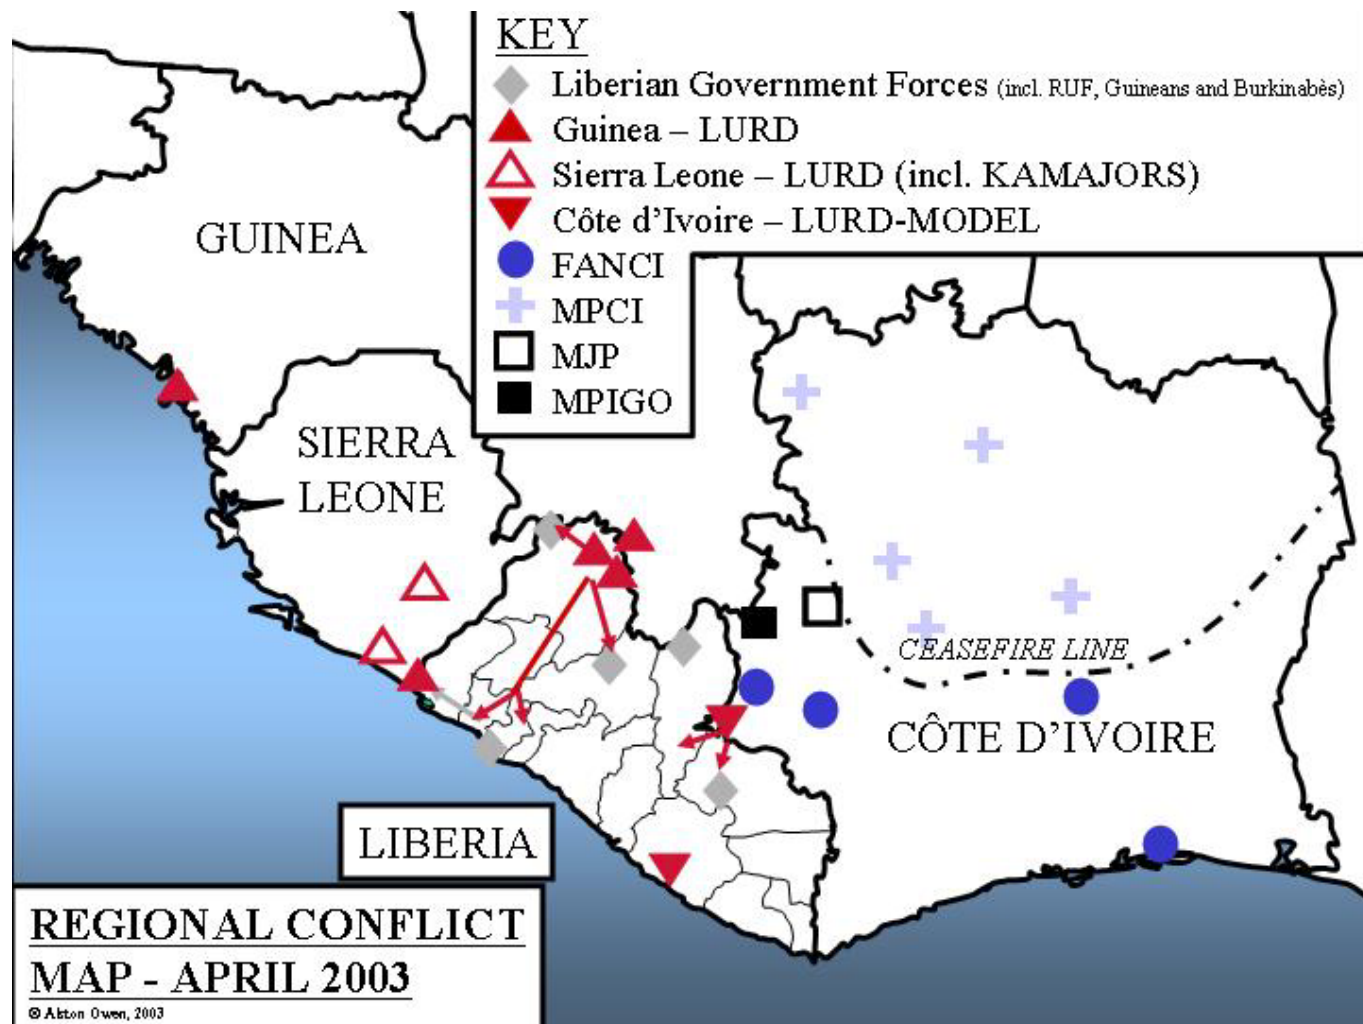 KEY
Liberian Government Forces (incl. RUF, Guineans and Burkinabès)
Guinea – LURD
Sierra Leone – LURD (incl. KAMAJORS)
Côte d'Ivoire – LURD-MODEL
FANCI
MPCI
MJP
MPIGO
GUINEA
SIERRA
LEONE
CEASEFIRE LINE
CÔTE D'IVOIRE
LIBERIA
REGIONAL CONFLICT
MAP - APRIL 2003
© Alston Owen, 2003